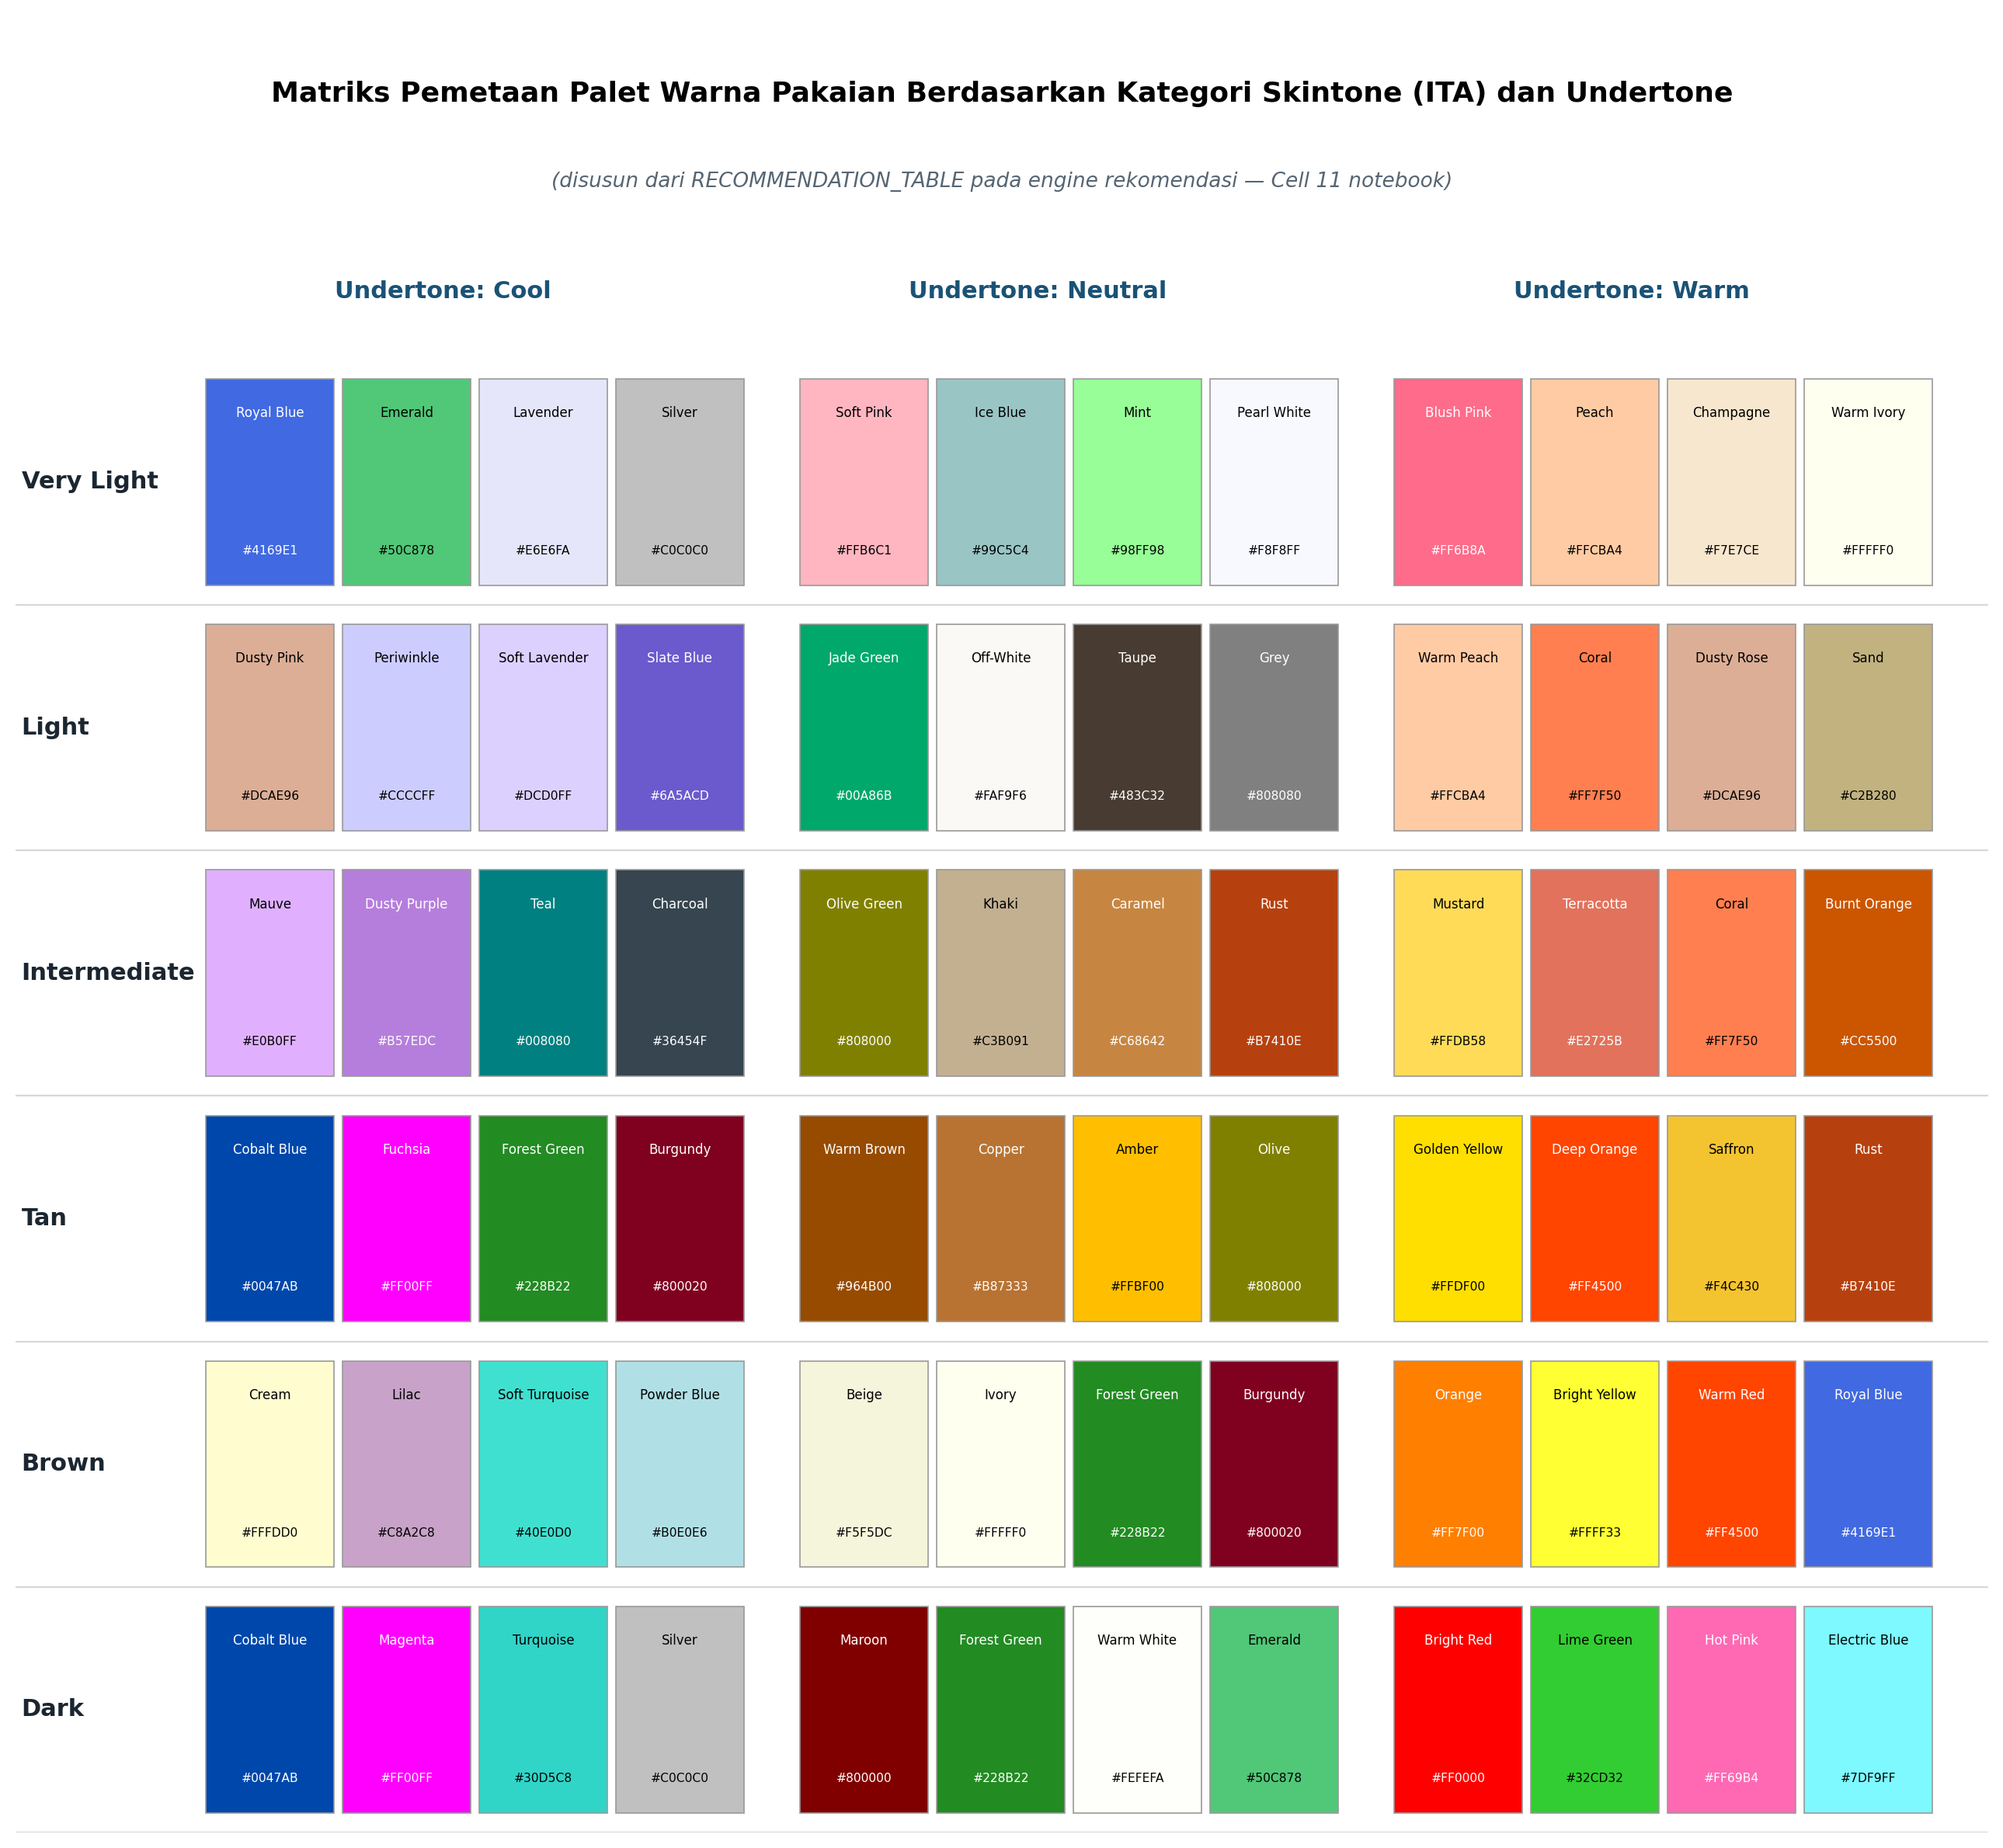 Matriks Pemetaan Palet Warna Pakaian Berdasarkan Kategori Skintone (ITA) dan Undertone
(disusun dari RECOMMENDATION_TABLE pada engine rekomendasi — Cell 11 notebook)
Undertone: Cool Undertone: Neutral Undertone: Warm
Royal Blue Emerald Lavender Silver Soft Pink Ice Blue Mint Pearl White Blush Pink Peach Champagne Warm Ivory
Very Light
#4169E1 #50C878 #E6E6FA #C0C0C0 #FFB6C1 #99C5C4 #98FF98 #F8F8FF #FF6B8A #FFCBA4 #F7E7CE #FFFFF0
Dusty Pink Periwinkle Soft Lavender Slate Blue Jade Green Off-White Taupe Grey Warm Peach Coral Dusty Rose Sand
Light
#DCAE96 #CCCCFF #DCD0FF #6A5ACD #00A86B #FAF9F6 #483C32 #808080 #FFCBA4 #FF7F50 #DCAE96 #C2B280
Mauve Dusty Purple Teal Charcoal Olive Green Khaki Caramel Rust Mustard Terracotta Coral Burnt Orange
Intermediate
#E0B0FF #B57EDC #008080 #36454F #808000 #C3B091 #C68642 #B7410E #FFDB58 #E2725B #FF7F50 #CC5500
Cobalt Blue Fuchsia Forest Green Burgundy Warm Brown Copper Amber Olive Golden Yellow Deep Orange Saffron Rust
Tan
#0047AB #FF00FF #228B22 #800020 #964B00 #B87333 #FFBF00 #808000 #FFDF00 #FF4500 #F4C430 #B7410E
Cream Lilac Soft Turquoise Powder Blue Beige Ivory Forest Green Burgundy Orange Bright Yellow Warm Red Royal Blue
Brown
#FFFDD0 #C8A2C8 #40E0D0 #B0E0E6 #F5F5DC #FFFFF0 #228B22 #800020 #FF7F00 #FFFF33 #FF4500 #4169E1
Cobalt Blue Magenta Turquoise Silver Maroon Forest Green Warm White Emerald Bright Red Lime Green Hot Pink Electric Blue
Dark
#0047AB #FF00FF #30D5C8 #C0C0C0 #800000 #228B22 #FEFEFA #50C878 #FF0000 #32CD32 #FF69B4 #7DF9FF